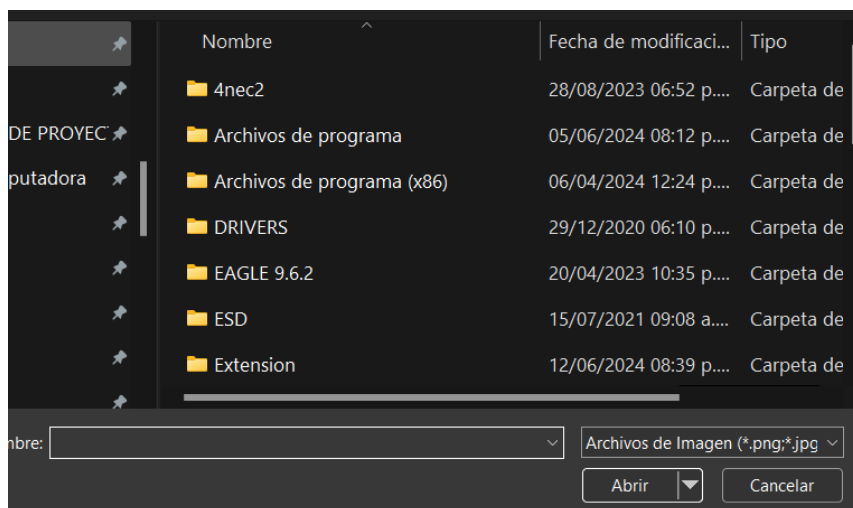 Nombre Fecha de modificaci... Tipo
4nec2 28/08/2023 06:52 p.... Carpeta de
DE PROYEC Archivos de programa 05/06/2024 08:12 p.... Carpeta de
putadora Archivos de programa (x86) 06/04/2024 12:24 p.... Carpeta de
DRIVERS 29/12/2020 06:10 p.... Carpeta de
EAGLE 9.6.2 20/04/2023 10:35 p.... Carpeta de
ESD 15/07/2021 09:08 a.... Carpeta de
Extension 12/06/2024 08:39 p.... Carpeta de
mbre: Archivos de Imagen (*.png;*.jpg
Abrir Cancelar